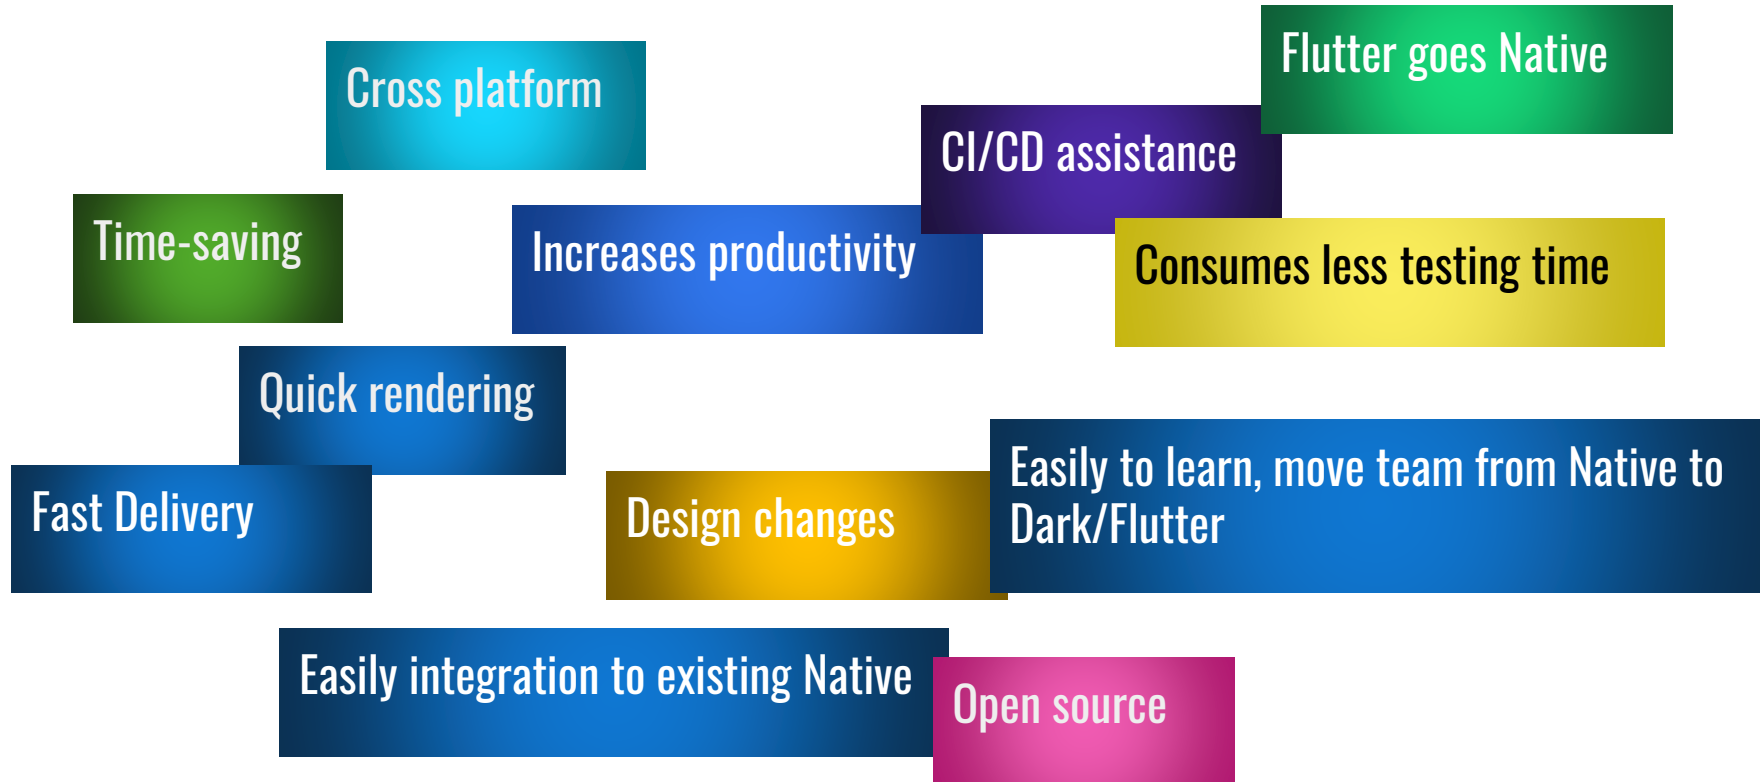 Flutter goes Native
Cross platform
CI/CD assistance
Time-saving
Increases productivity
Consumes less testing time
Quick rendering
Easily to learn, move team from Native to
Dark/Flutter
Fast Delivery
Design changes
Easily integration to existing Native
Open source